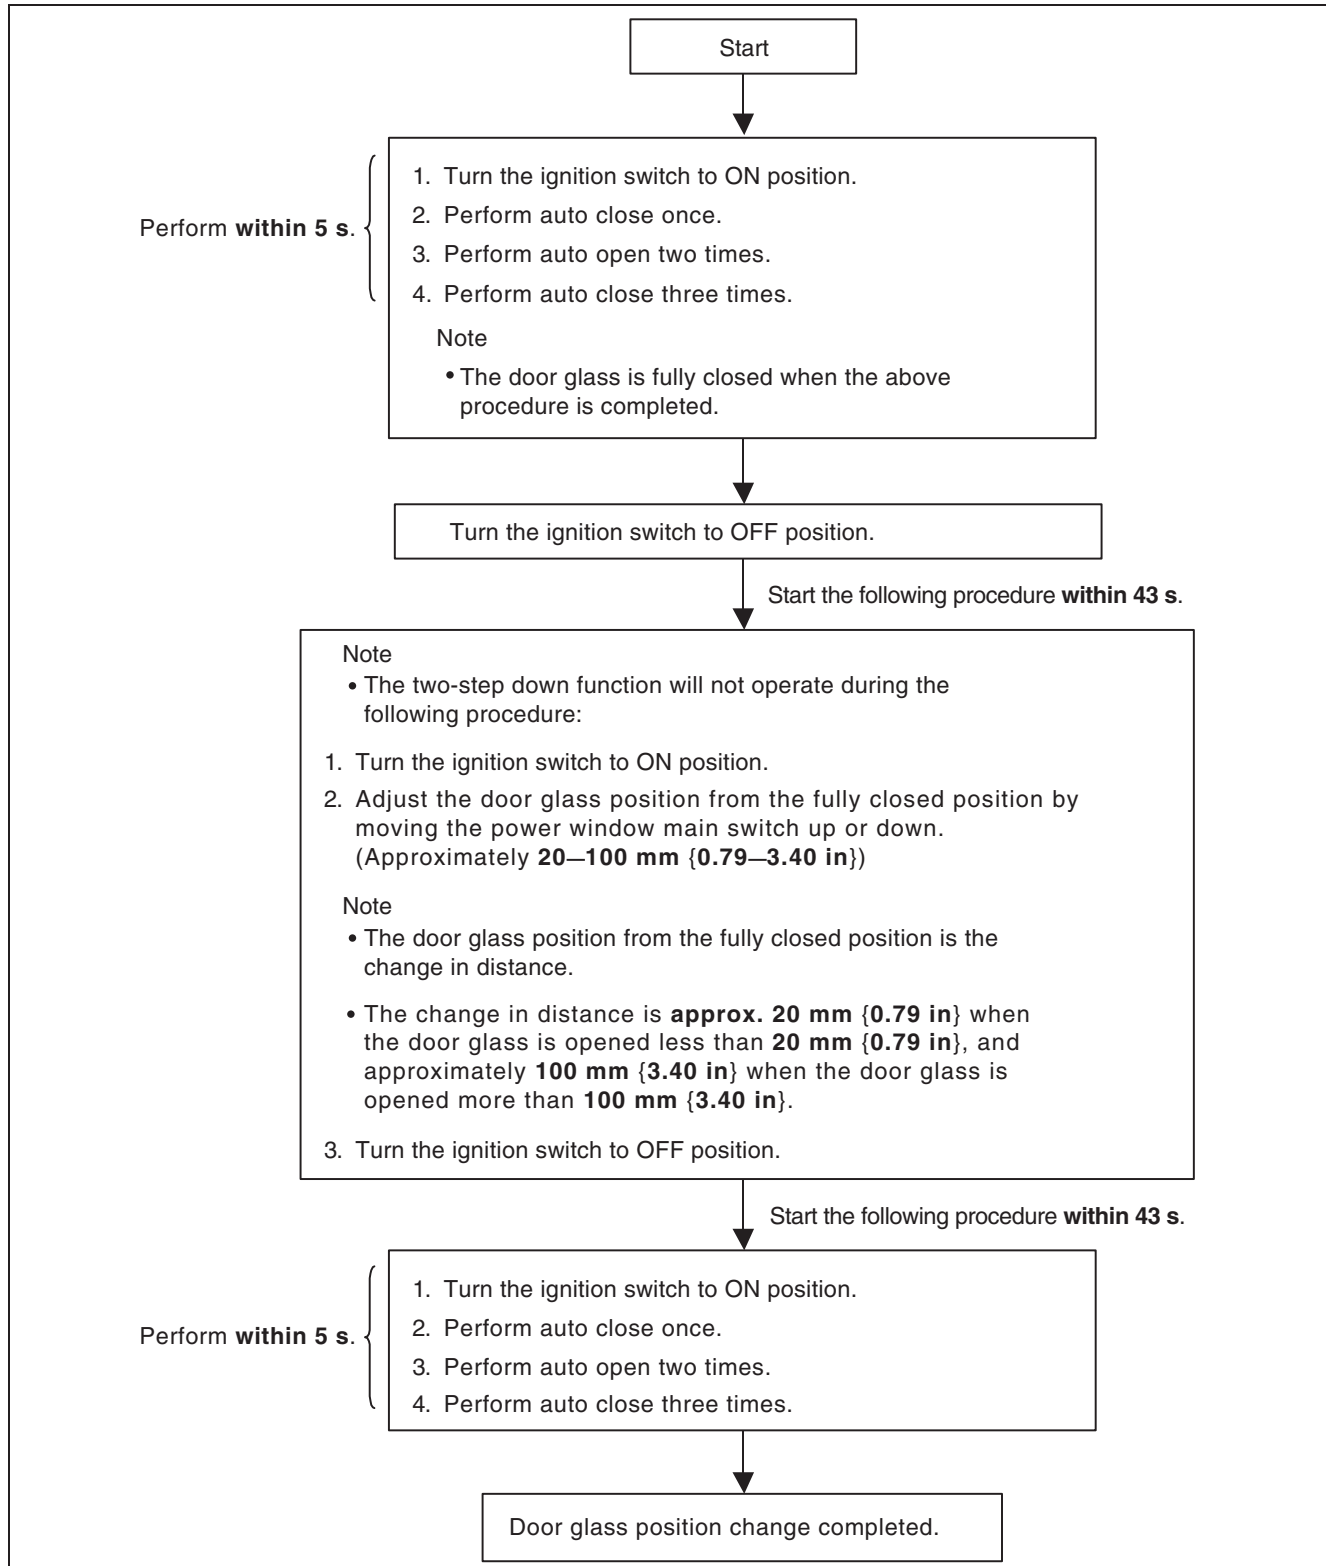 Start
1. Turn the ignition switch to ON position.
2. Perform auto close once.
Perform within 5 s.
3. Perform auto open two times.
4. Perform auto close three times.
Note
• The door glass is fully closed when the above
procedure is completed.
Turn the ignition switch to OFF position.
Start the following procedure within 43 s.
Note
• The two-step down function will not operate during the
following procedure:
1. Turn the ignition switch to ON position.
2. Adjust the door glass position from the fully closed position by
moving the power window main switch up or down.
(Approximately 20—100 mm {0.79—3.40 in})
Note
• The door glass position from the fully closed position is the
change in distance.
• The change in distance is approx. 20 mm {0.79 in} when
the door glass is opened less than 20 mm {0.79 in}, and
approximately 100 mm {3.40 in} when the door glass is
opened more than 100 mm {3.40 in}.
3. Turn the ignition switch to OFF position.
Start the following procedure within 43 s.
1. Turn the ignition switch to ON position.
2. Perform auto close once.
Perform within 5 s.
3. Perform auto open two times.
4. Perform auto close three times.
Door glass position change completed.